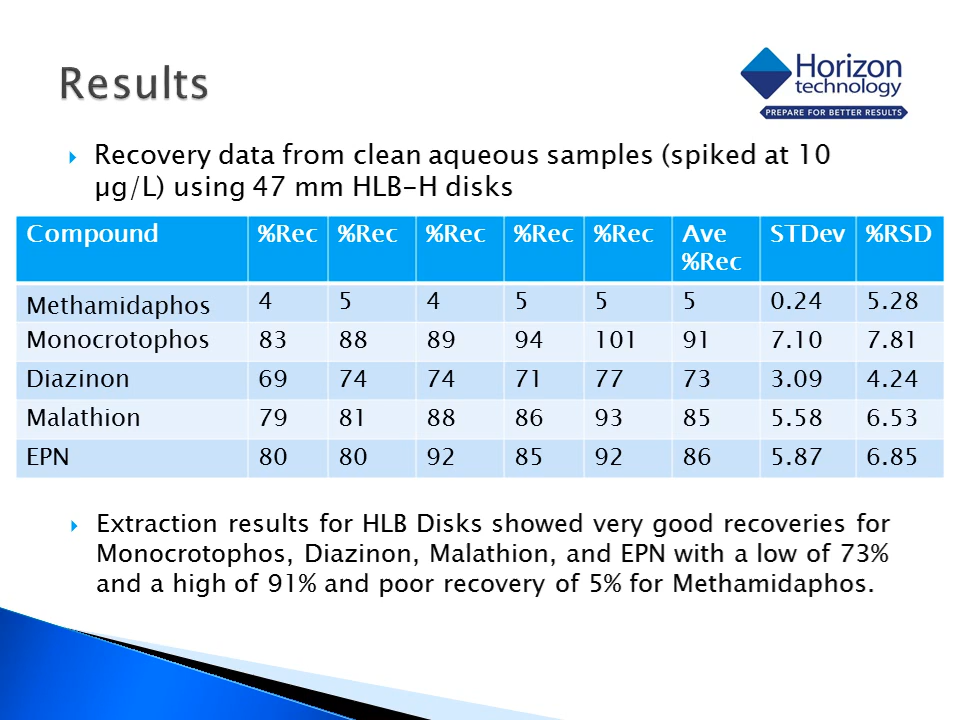 Results
Horizon
technology
PREPARE FOR BETTER RESULTS
Recovery data from clean aqueous samples (spiked at 10
µg/L) using 47 mm HLB-H disks
Compound %Rec %Rec %Rec %Rec %Rec Ave %Rec STDev %RSD
Methamidaphos 4 5 4 5 5 5 0.24 5.28
Monocrotophos 83 88 89 94 101 91 7.10 7.81
Diazinon 69 74 74 71 77 73 3.09 4.24
Malathion 79 81 88 86 93 85 5.58 6.53
EPN 80 80 92 85 92 86 5.87 6.85
Extraction results for HLB Disks showed very good recoveries for
Monocrotophos, Diazinon, Malathion, and EPN with a low of 73%
and a high of 91% and poor recovery of 5% for Methamidaphos.